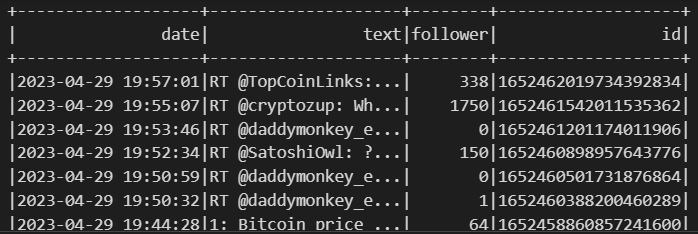 +-------------------+--------------------+--------+-------------------+
|               date|                text|follower|                 id|
+-------------------+--------------------+--------+-------------------+
|2023-04-29 19:57:01|RT @TopCoinLinks:...|     338|1652462019734392834|
|2023-04-29 19:55:07|RT @cryptozup: Wh...|    1750|1652461542011535362|
|2023-04-29 19:53:46|RT @daddymonkey_e...|       0|1652461201174011906|
|2023-04-29 19:52:34|RT @SatoshiOwl: ?...|     150|1652460898957643776|
|2023-04-29 19:50:59|RT @daddymonkey_e...|       0|1652460501731876864|
|2023-04-29 19:50:32|RT @daddymonkey_e...|       1|1652460388200460289|
|2023-04-29 19:44:28|1: Bitcoin price ...|      64|1652458860857241600|